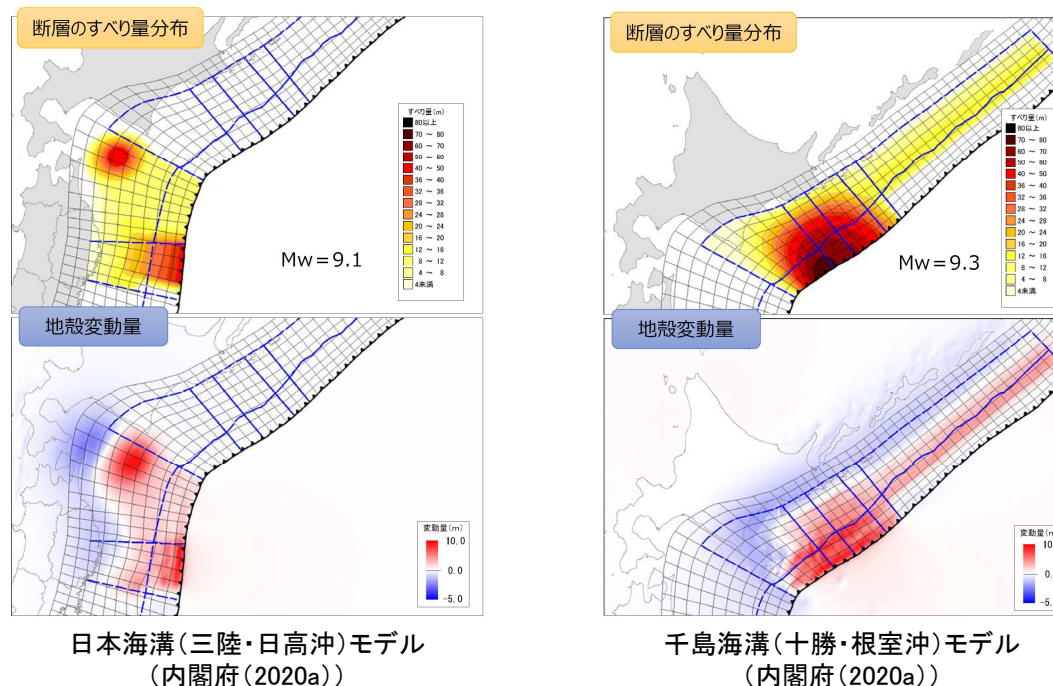 断層のすべり量分布
すべり量(m)
80以上
70 ~ 80
60 ~ 70
50 ~ 60
40 ~ 50
36 ~ 40
32 ~ 36
28 ~ 32
24 ~ 28
20 ~ 24
16 ~ 20
12 ~ 16
8 ~ 12
4 ~ 8
4未満
Mw=9.1
地殻変動量
変動量(m)
10.0
0.0
-5.0
日本海溝(三陸・日高沖)モデル
(内閣府(2020a))
断層のすべり量分布
すべり量(m)
80以上
70 ~ 80
60 ~ 70
50 ~ 60
40 ~ 50
36 ~ 40
32 ~ 36
28 ~ 32
24 ~ 28
20 ~ 24
16 ~ 20
12 ~ 16
8 ~ 12
4 ~ 8
4未満
Mw=9.3
地殻変動量
変動量(m
10
0.
-5.
千島海溝(十勝・根室沖)モデル
(内閣府(2020a))